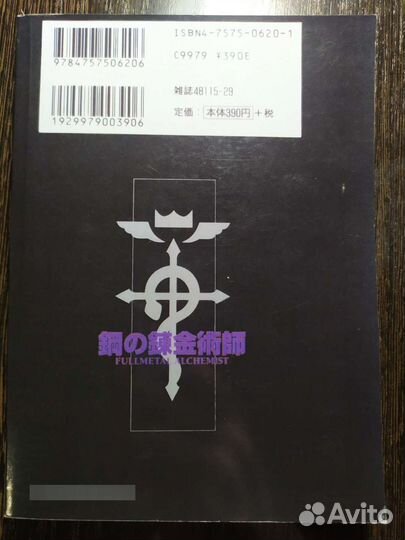 ISBN4-7575-0620-1
9784757506206
C9979 ¥390E
雑誌48115-29
定価：本体390円+税
1929979003906
鋼の錬金術師
FULLMETAL ALCHEMIST
Avito